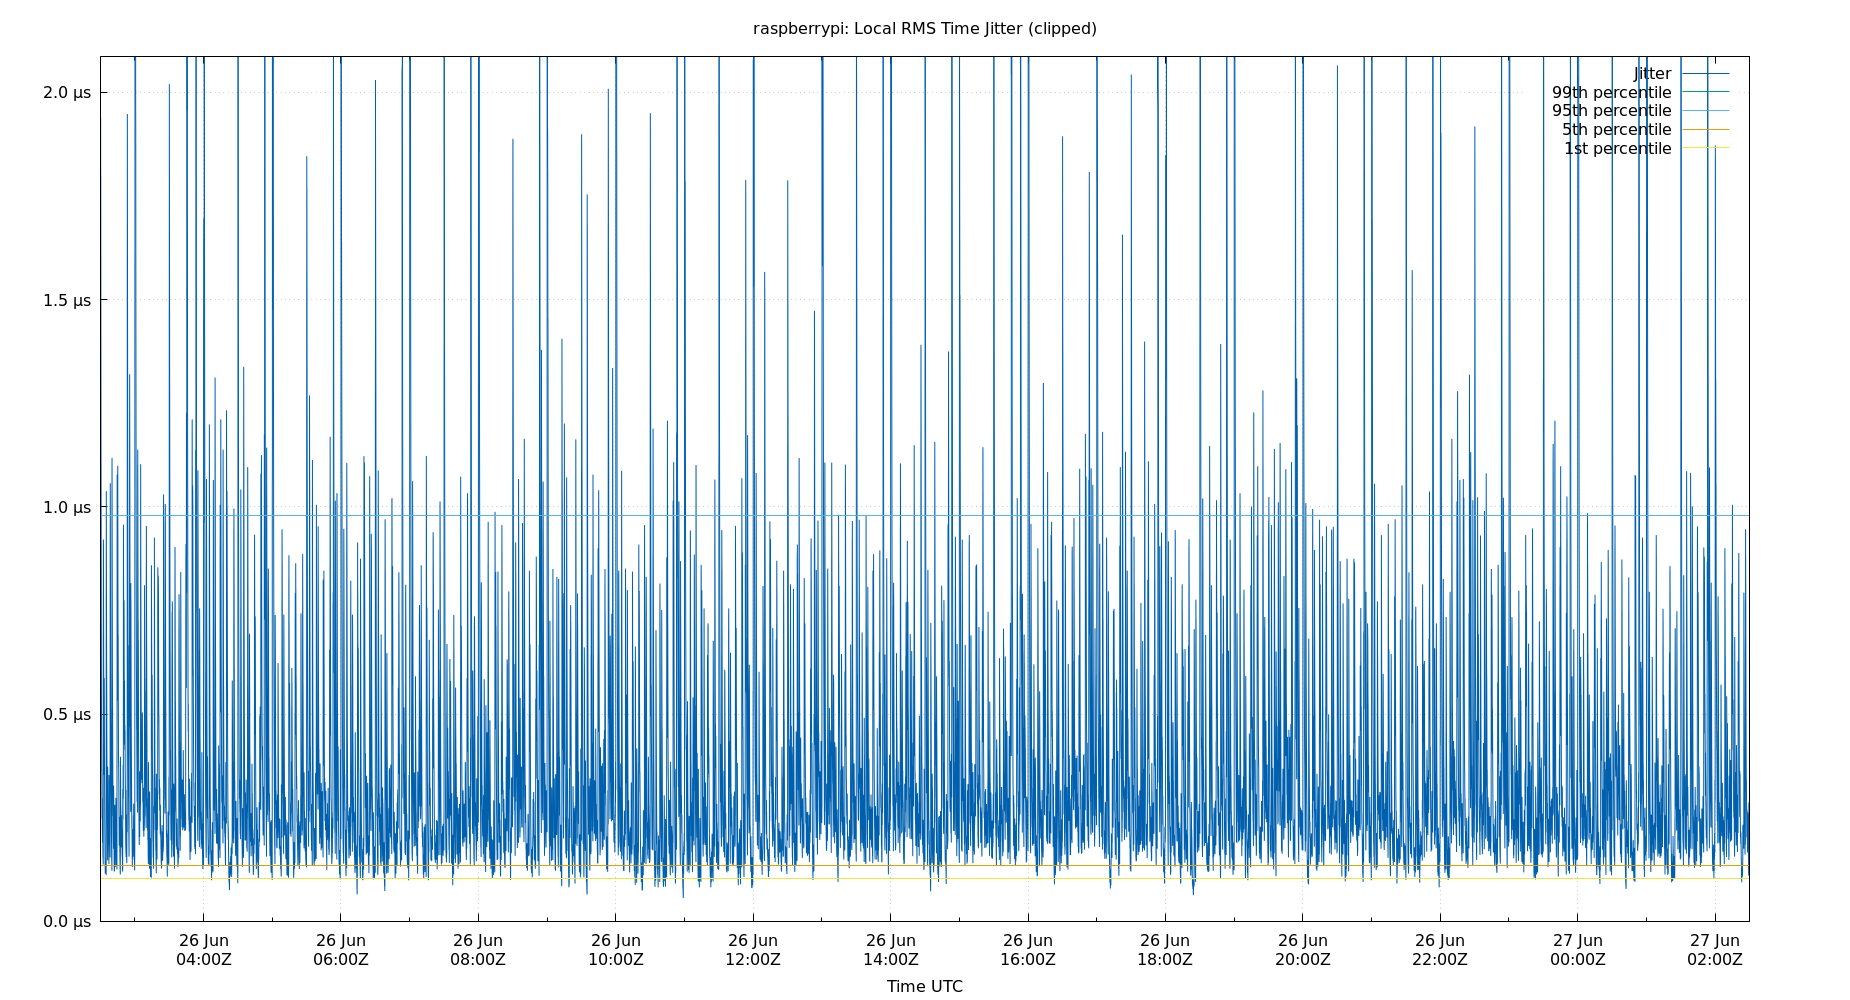 raspberrypi: Local RMS Time Jitter (clipped)
Jitter
99th percentile
95th percentile
5th percentile
1st percentile
2.0 µs
1.5 µs
1.0 µs
0.5 µs
0.0 µs
26 Jun 26 Jun 26 Jun 26 Jun 26 Jun 26 Jun 26 Jun 26 Jun 26 Jun 26 Jun 27 Jun 27 Jun
04:00Z 06:00Z 08:00Z 10:00Z 12:00Z 14:00Z 16:00Z 18:00Z 20:00Z 22:00Z 00:00Z 02:00Z
Time UTC